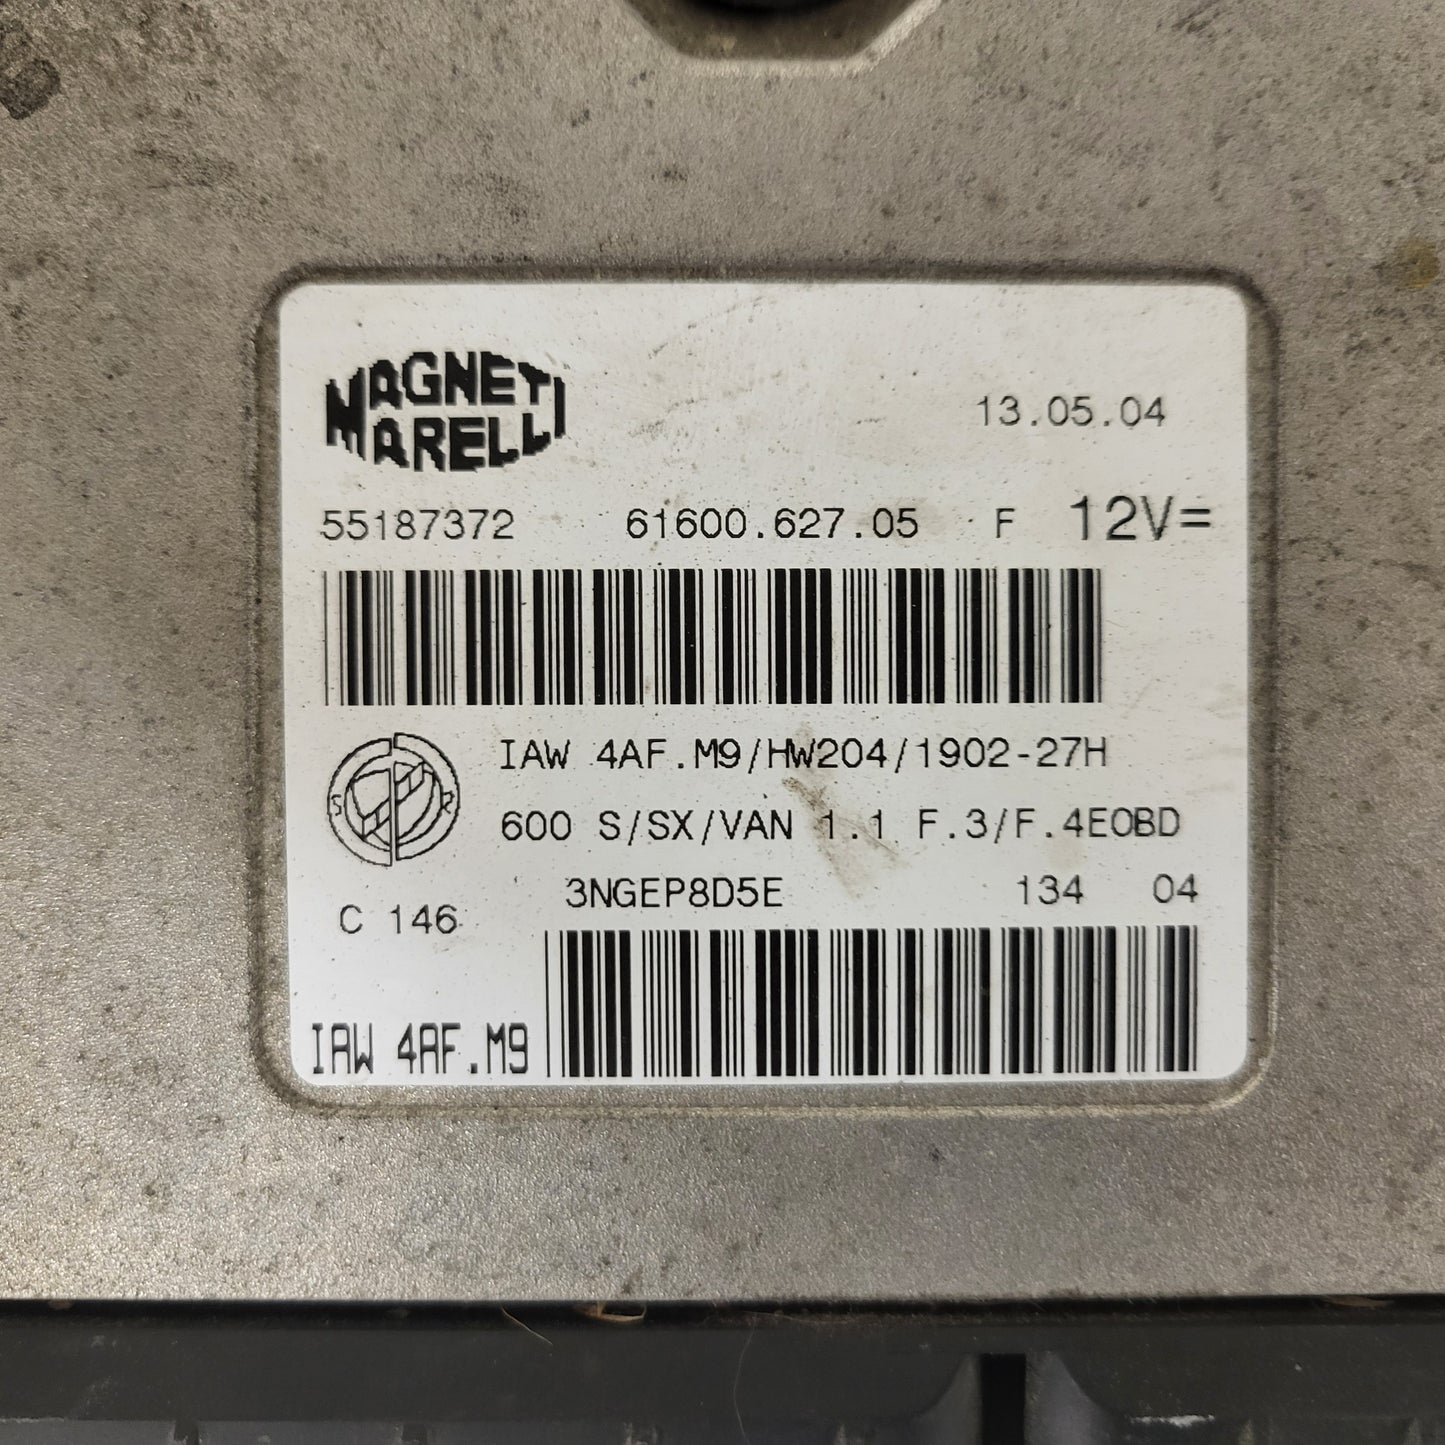 MAGNETI
MARELLI
13.05.04
55187372 61600.627.05 F 12V=
IAW 4AF.M9/HW204/1902-27H
S R
600 S/SX/VAN 1.1 F.3/F.4EOBD
3NGEP8D5E 134 04
C 146
IAW 4AF.M9